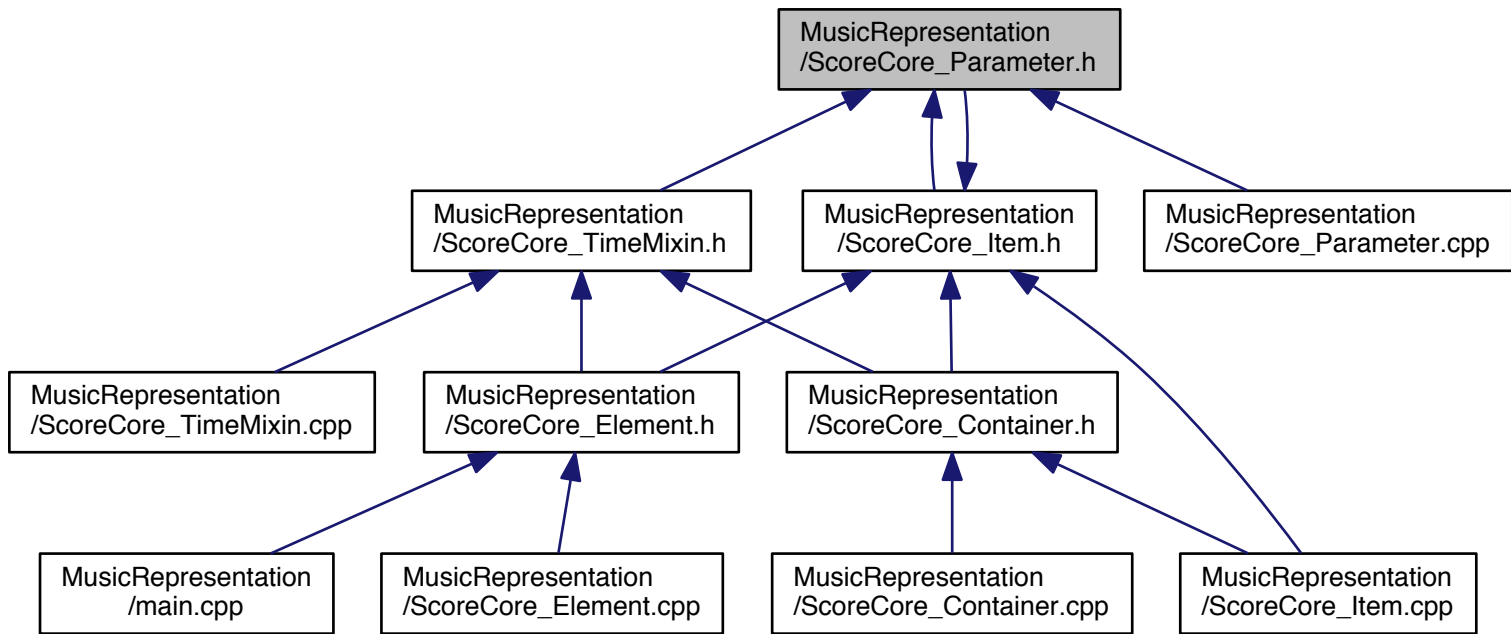 MusicRepresentation
/ScoreCore_Parameter.h
MusicRepresentation
/ScoreCore_TimeMixin.h
MusicRepresentation
/ScoreCore_Item.h
MusicRepresentation
/ScoreCore_Parameter.cpp
MusicRepresentation
/ScoreCore_TimeMixin.cpp
MusicRepresentation
/ScoreCore_Element.h
MusicRepresentation
/ScoreCore_Container.h
MusicRepresentation
/main.cpp
MusicRepresentation
/ScoreCore_Element.cpp
MusicRepresentation
/ScoreCore_Container.cpp
MusicRepresentation
/ScoreCore_Item.cpp